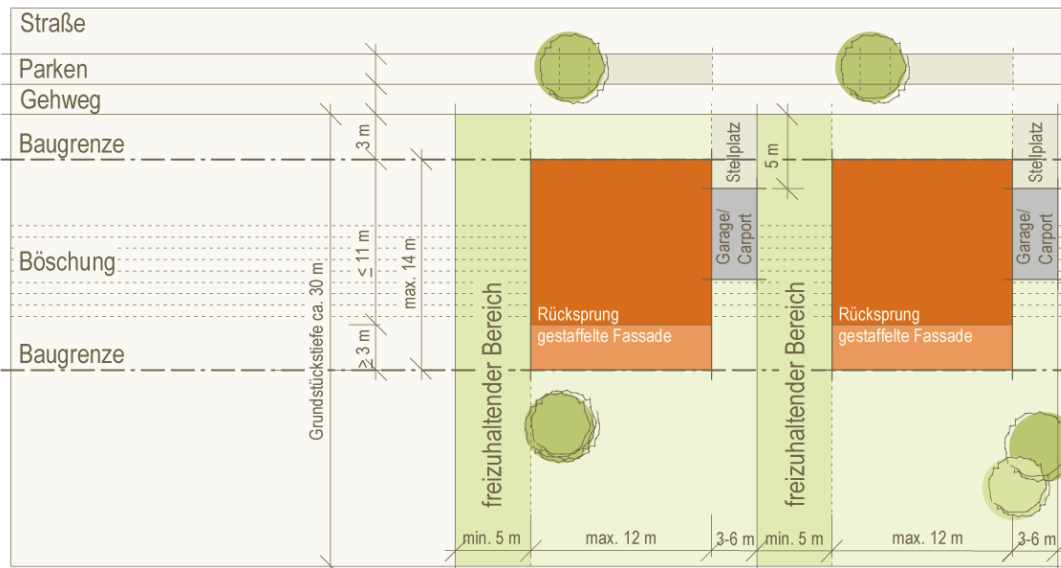 Straße
Parken
Gehweg
Baugrenze
3 m
Stellplatz
5 m
Stellplatz
Böschung
≤ 11 m
max. 14 m
Garage/
Carport
Garage/
Carport
Rücksprung
gestaffelte Fassade
Rücksprung
gestaffelte Fassade
Baugrenze
≥ 3 m
Grundstückstiefe ca. 30 m
freizuhaltender Bereich
freizuhaltender Bereich
min. 5 m
max. 12 m
3-6 m
min. 5 m
max. 12 m
3-6 m